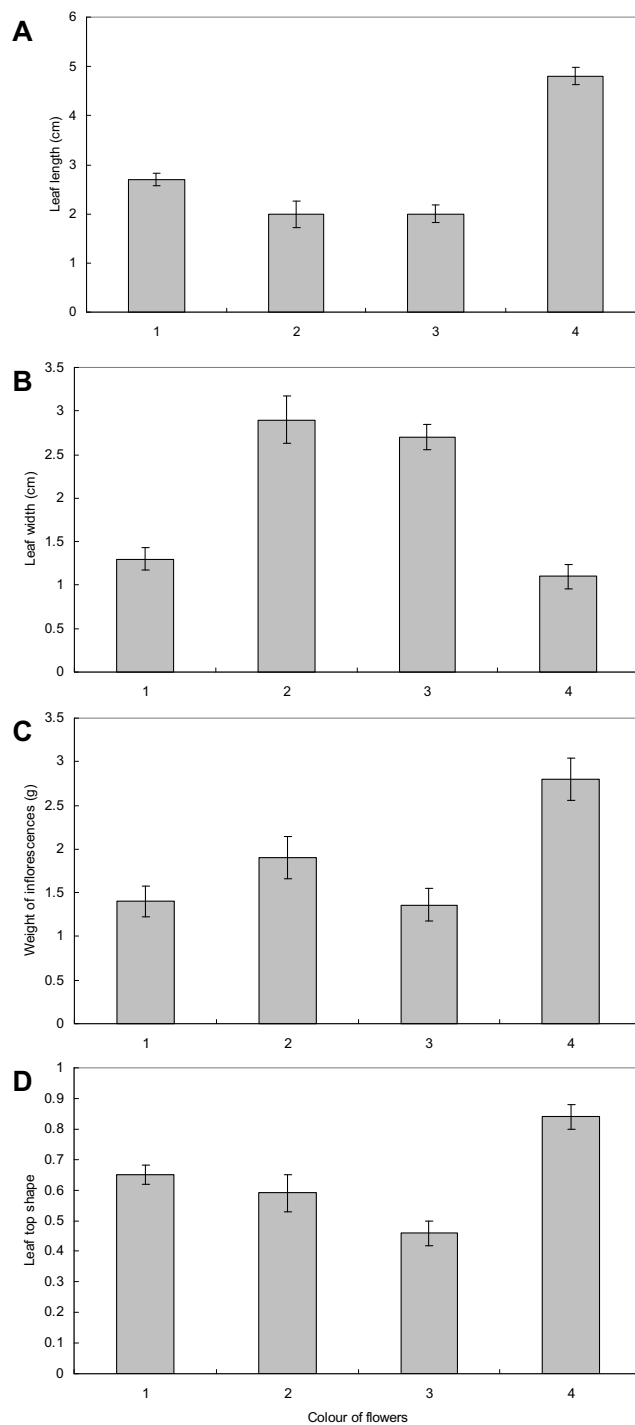 A
Leaf length (cm)
6
5
4
3
2
1
0
1 2 3 4
B
Leaf width (cm)
3.5
3
2.5
2
1.5
1
0.5
0
1 2 3 4
C
Weight of inflorescences (g)
3.5
3
2.5
2
1.5
1
0.5
0
1 2 3 4
D
Leaf top shape
1
0.9
0.8
0.7
0.6
0.5
0.4
0.3
0.2
0.1
0
1 2 3 4
Colour of flowers